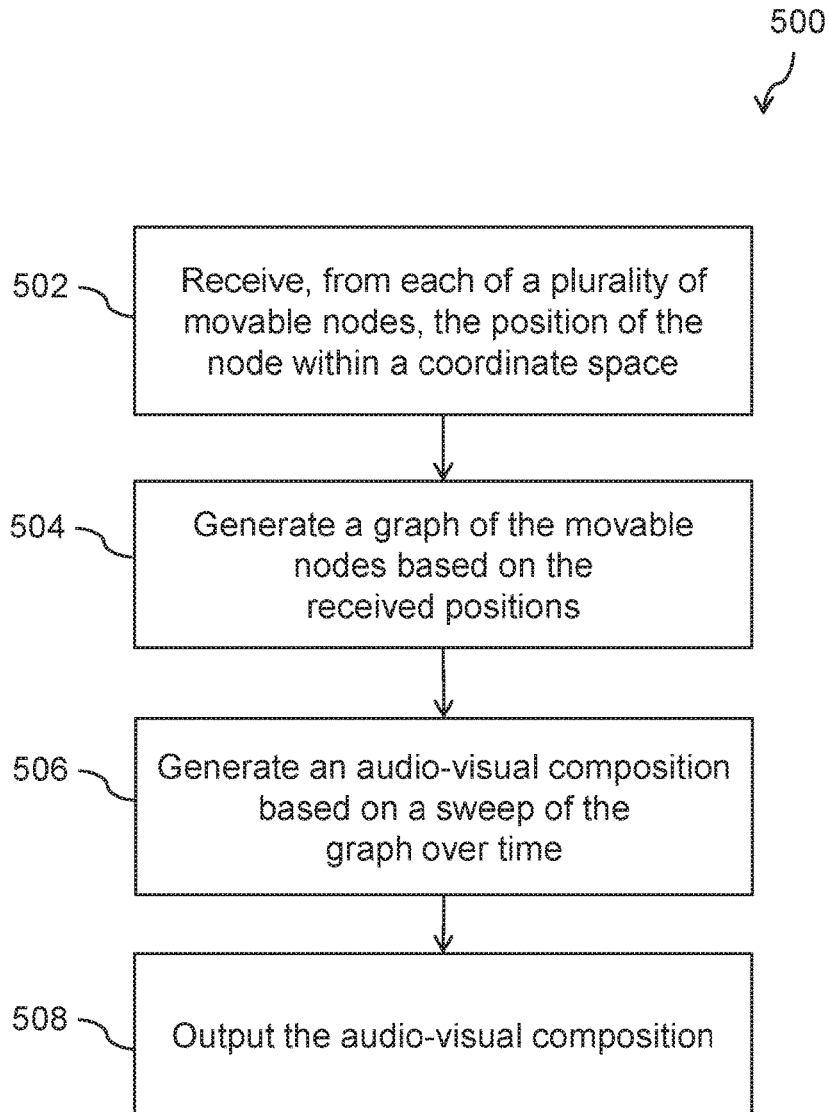 500
502
Receive, from each of a plurality of
movable nodes, the position of the
node within a coordinate space
504
Generate a graph of the movable
nodes based on the
received positions
506
Generate an audio-visual composition
based on a sweep of the
graph over time
508
Output the audio-visual composition